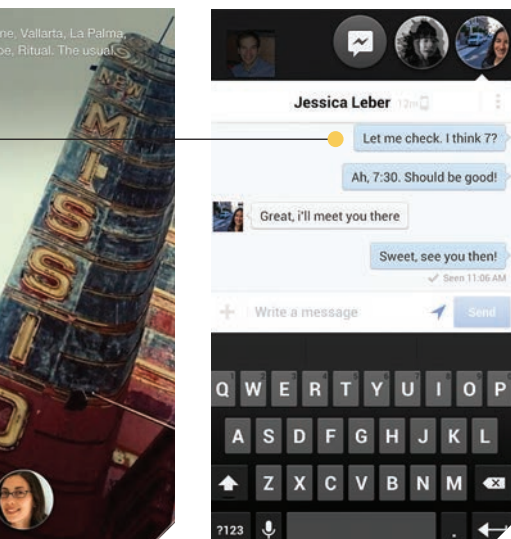 ne, Vallarta, La Palma,
be, Ritual. The usual.
NEW
MISSI
O
Jessica Leber 12m
Let me check. I think 7?
Ah, 7:30. Should be good!
Great, i'll meet you there
Sweet, see you then!
Seen 11:06 AM
Write a message
Send
Q W E R T Y U I O P
A S D F G H J K L
Z X C V B N M
?123 .